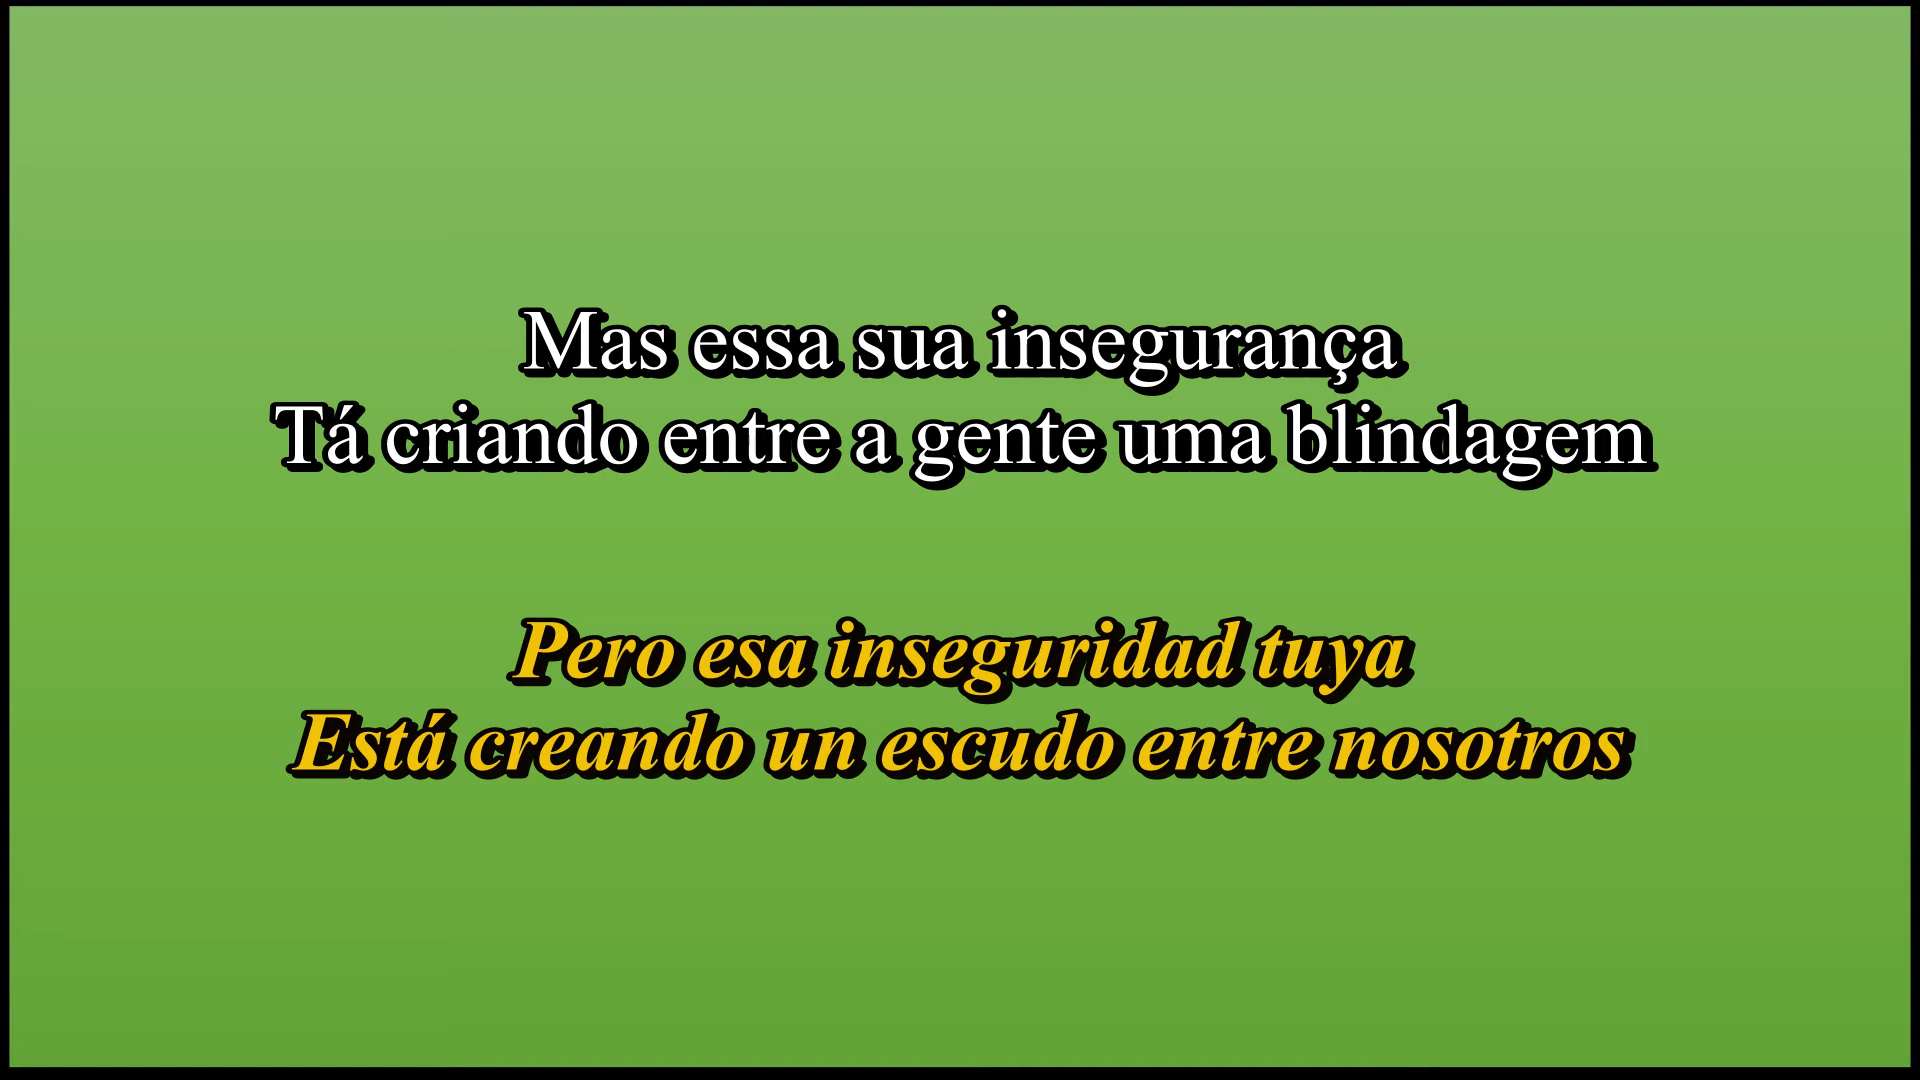 Mas essa sua insegurança
Tá criando entre a gente uma blindagem
Pero esa inseguridad tuya
Está creando un escudo entre nosotros